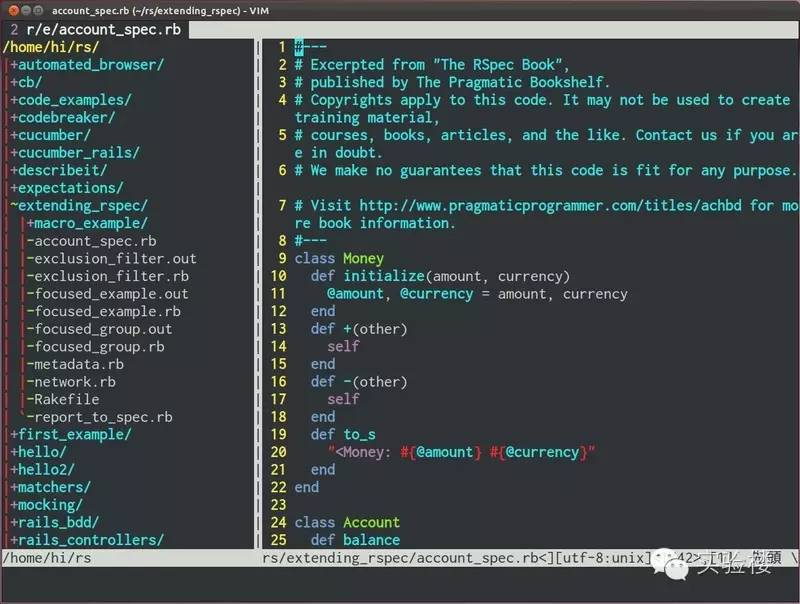 account_spec.rb (~/rs/extending_rspec) - VIM
2 r/e/account_spec.rb
/home/hi/rs/
|+automated_browser/
|+cb/
|+code_examples/
|+codebreaker/
|+cucumber/
|+cucumber_rails/
|+describeit/
|+expectations/
|~extending_rspec/
| |+macro_example/
| |-account_spec.rb
| |-exclusion_filter.out
| |-exclusion_filter.rb
| |-focused_example.out
| |-focused_example.rb
| |-focused_group.out
| |-focused_group.rb
| |-metadata.rb
| |-network.rb
| |-Rakefile
| `-report_to_spec.rb
|+first_example/
|+hello/
|+hello2/
|+matchers/
|+mocking/
|+rails_bdd/
|+rails_controllers/
/home/hi/rs
1 #---
2 # Excerpted from "The RSpec Book",
3 # published by The Pragmatic Bookshelf.
4 # Copyrights apply to this code. It may not be used to create
training material,
5 # courses, books, articles, and the like. Contact us if you ar
e in doubt.
6 # We make no guarantees that this code is fit for any purpose.
7 # Visit http://www.pragmaticprogrammer.com/titles/achbd for mo
re book information.
8 #---
9 class Money
10   def initialize(amount, currency)
11     @amount, @currency = amount, currency
12   end
13   def +(other)
14     self
15   end
16   def -(other)
17     self
18   end
19   def to_s
20     "<Money: #{@amount} #{@currency}"
21   end
22 end
23
24 class Account
25   def balance
rs/extending_rspec/account_spec.rb<][utf-8:unix]
实验楼